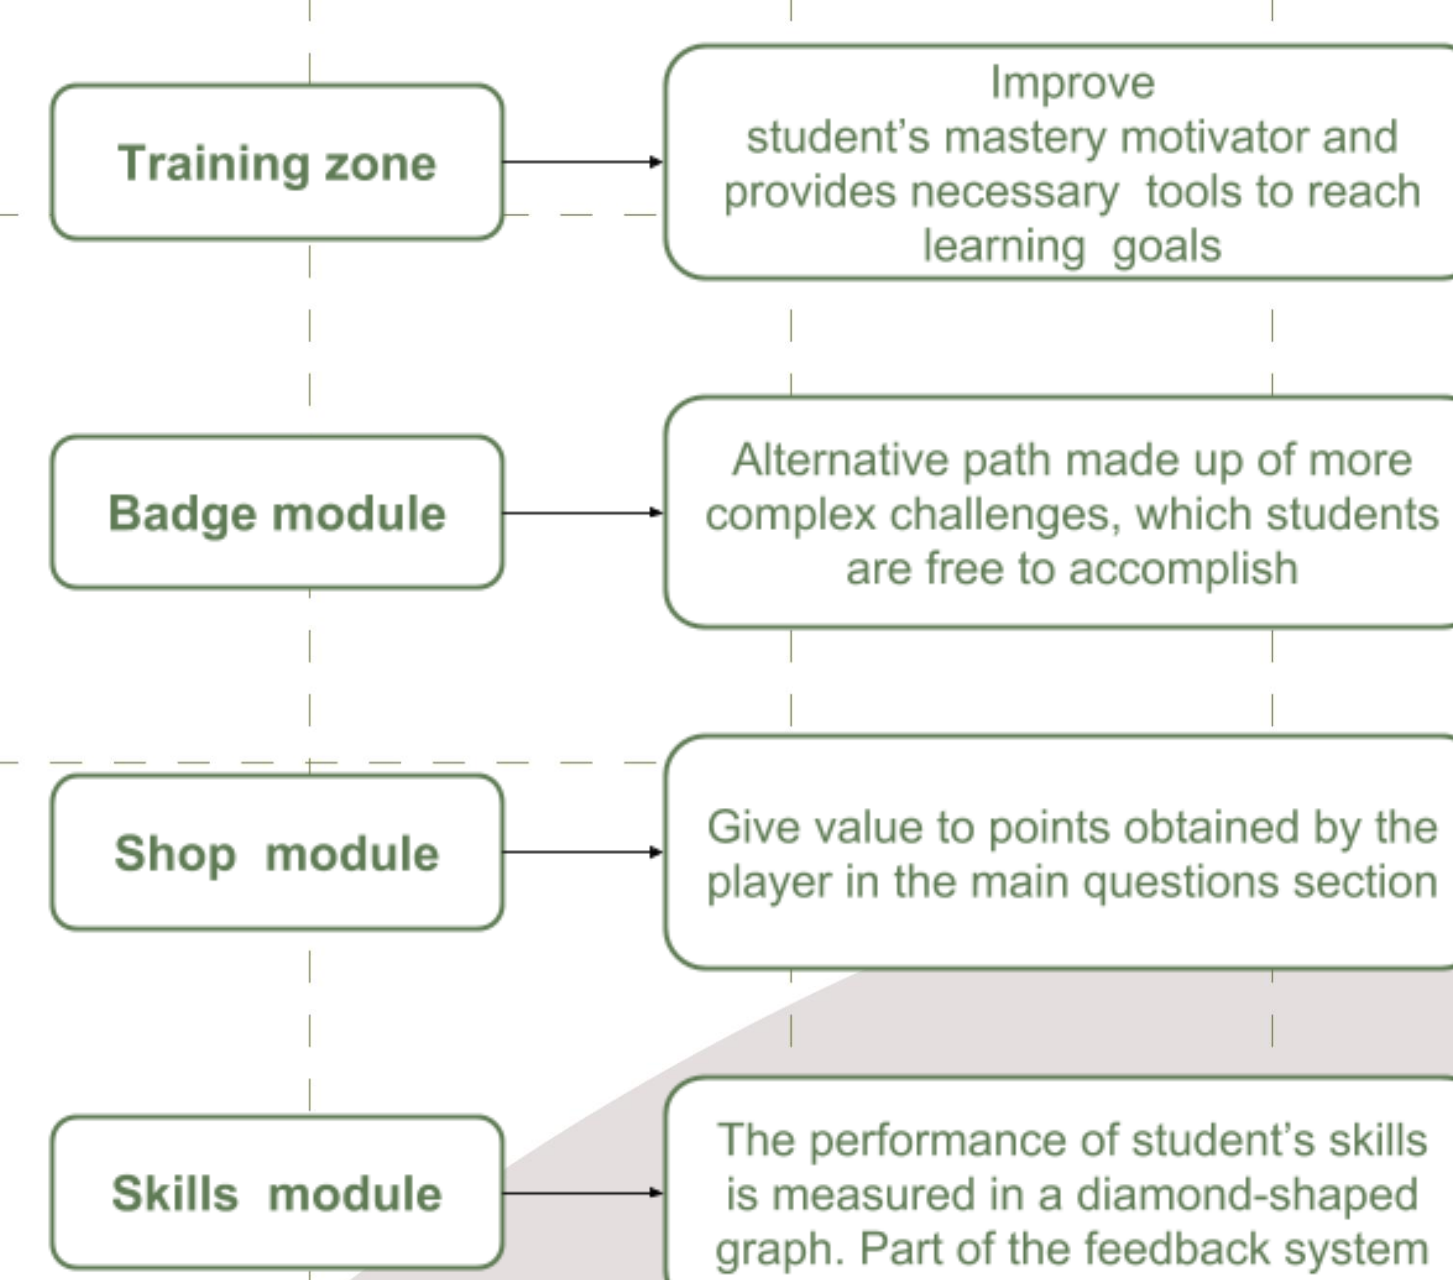 Training zone
Improve
student’s mastery motivator and
provides necessary  tools to reach
learning  goals
Badge module
Alternative path made up of more
complex challenges, which students
are free to accomplish
Shop  module
Give value to points obtained by the
player in the main questions section
Skills  module
The performance of student’s skills
is measured in a diamond-shaped
graph. Part of the feedback system